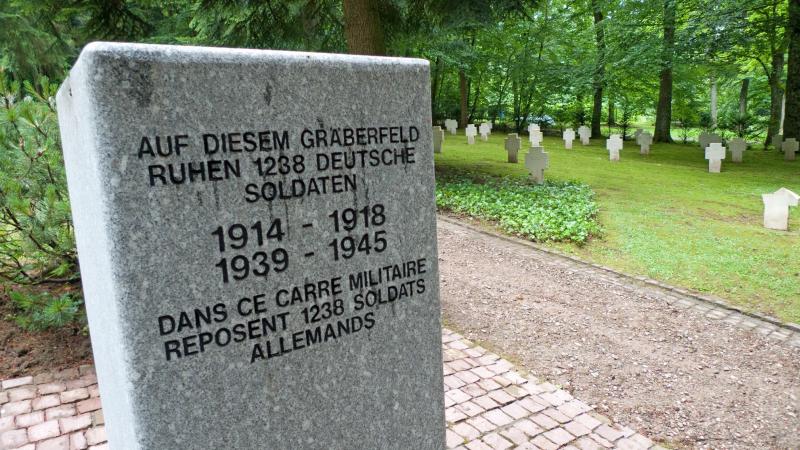 AUF DIESEM GRÄBERFELD
RUHEN 1238 DEUTSCHE
SOLDATEN
1914 - 1918
1939 - 1945
DANS CE CARRE MILITAIRE
REPOSENT 1238 SOLDATS
ALLEMANDS